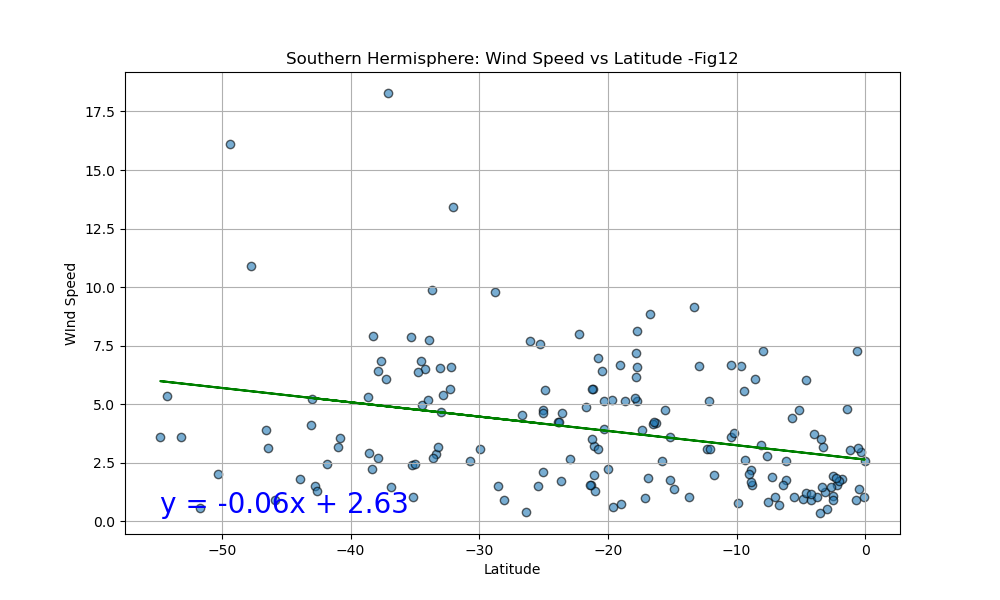 Southern Hermisphere: Wind Speed vs Latitude -Fig12
17.5
15.0
12.5
10.0
7.5
5.0
2.5
0.0
WInd Speed
y = -0.06x + 2.63
−50 −40 −30 −20 −10 0
Latitude